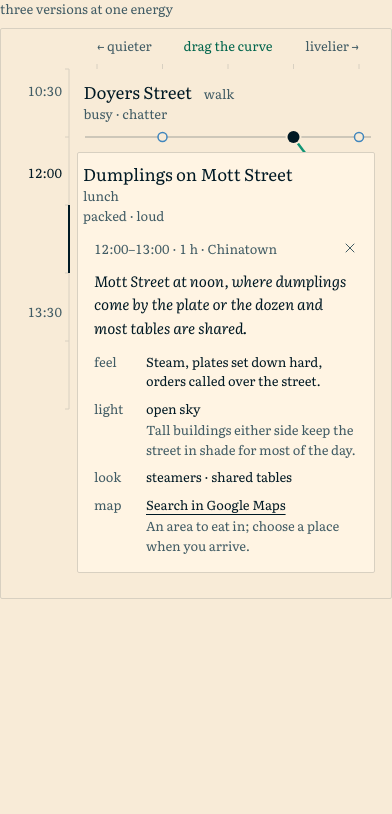 three versions at one energy
← quieter drag the curve livelier →
10:30
Doyers Street walk
busy · chatter
12:00
Dumplings on Mott Street
lunch
packed · loud
12:00–13:00 · 1 h · Chinatown ×
Mott Street at noon, where dumplings
come by the plate or the dozen and
most tables are shared.
13:30
feel Steam, plates set down hard,
orders called over the street.
light open sky
Tall buildings either side keep the
street in shade for most of the day.
look steamers · shared tables
map Search in Google Maps
An area to eat in; choose a place
when you arrive.